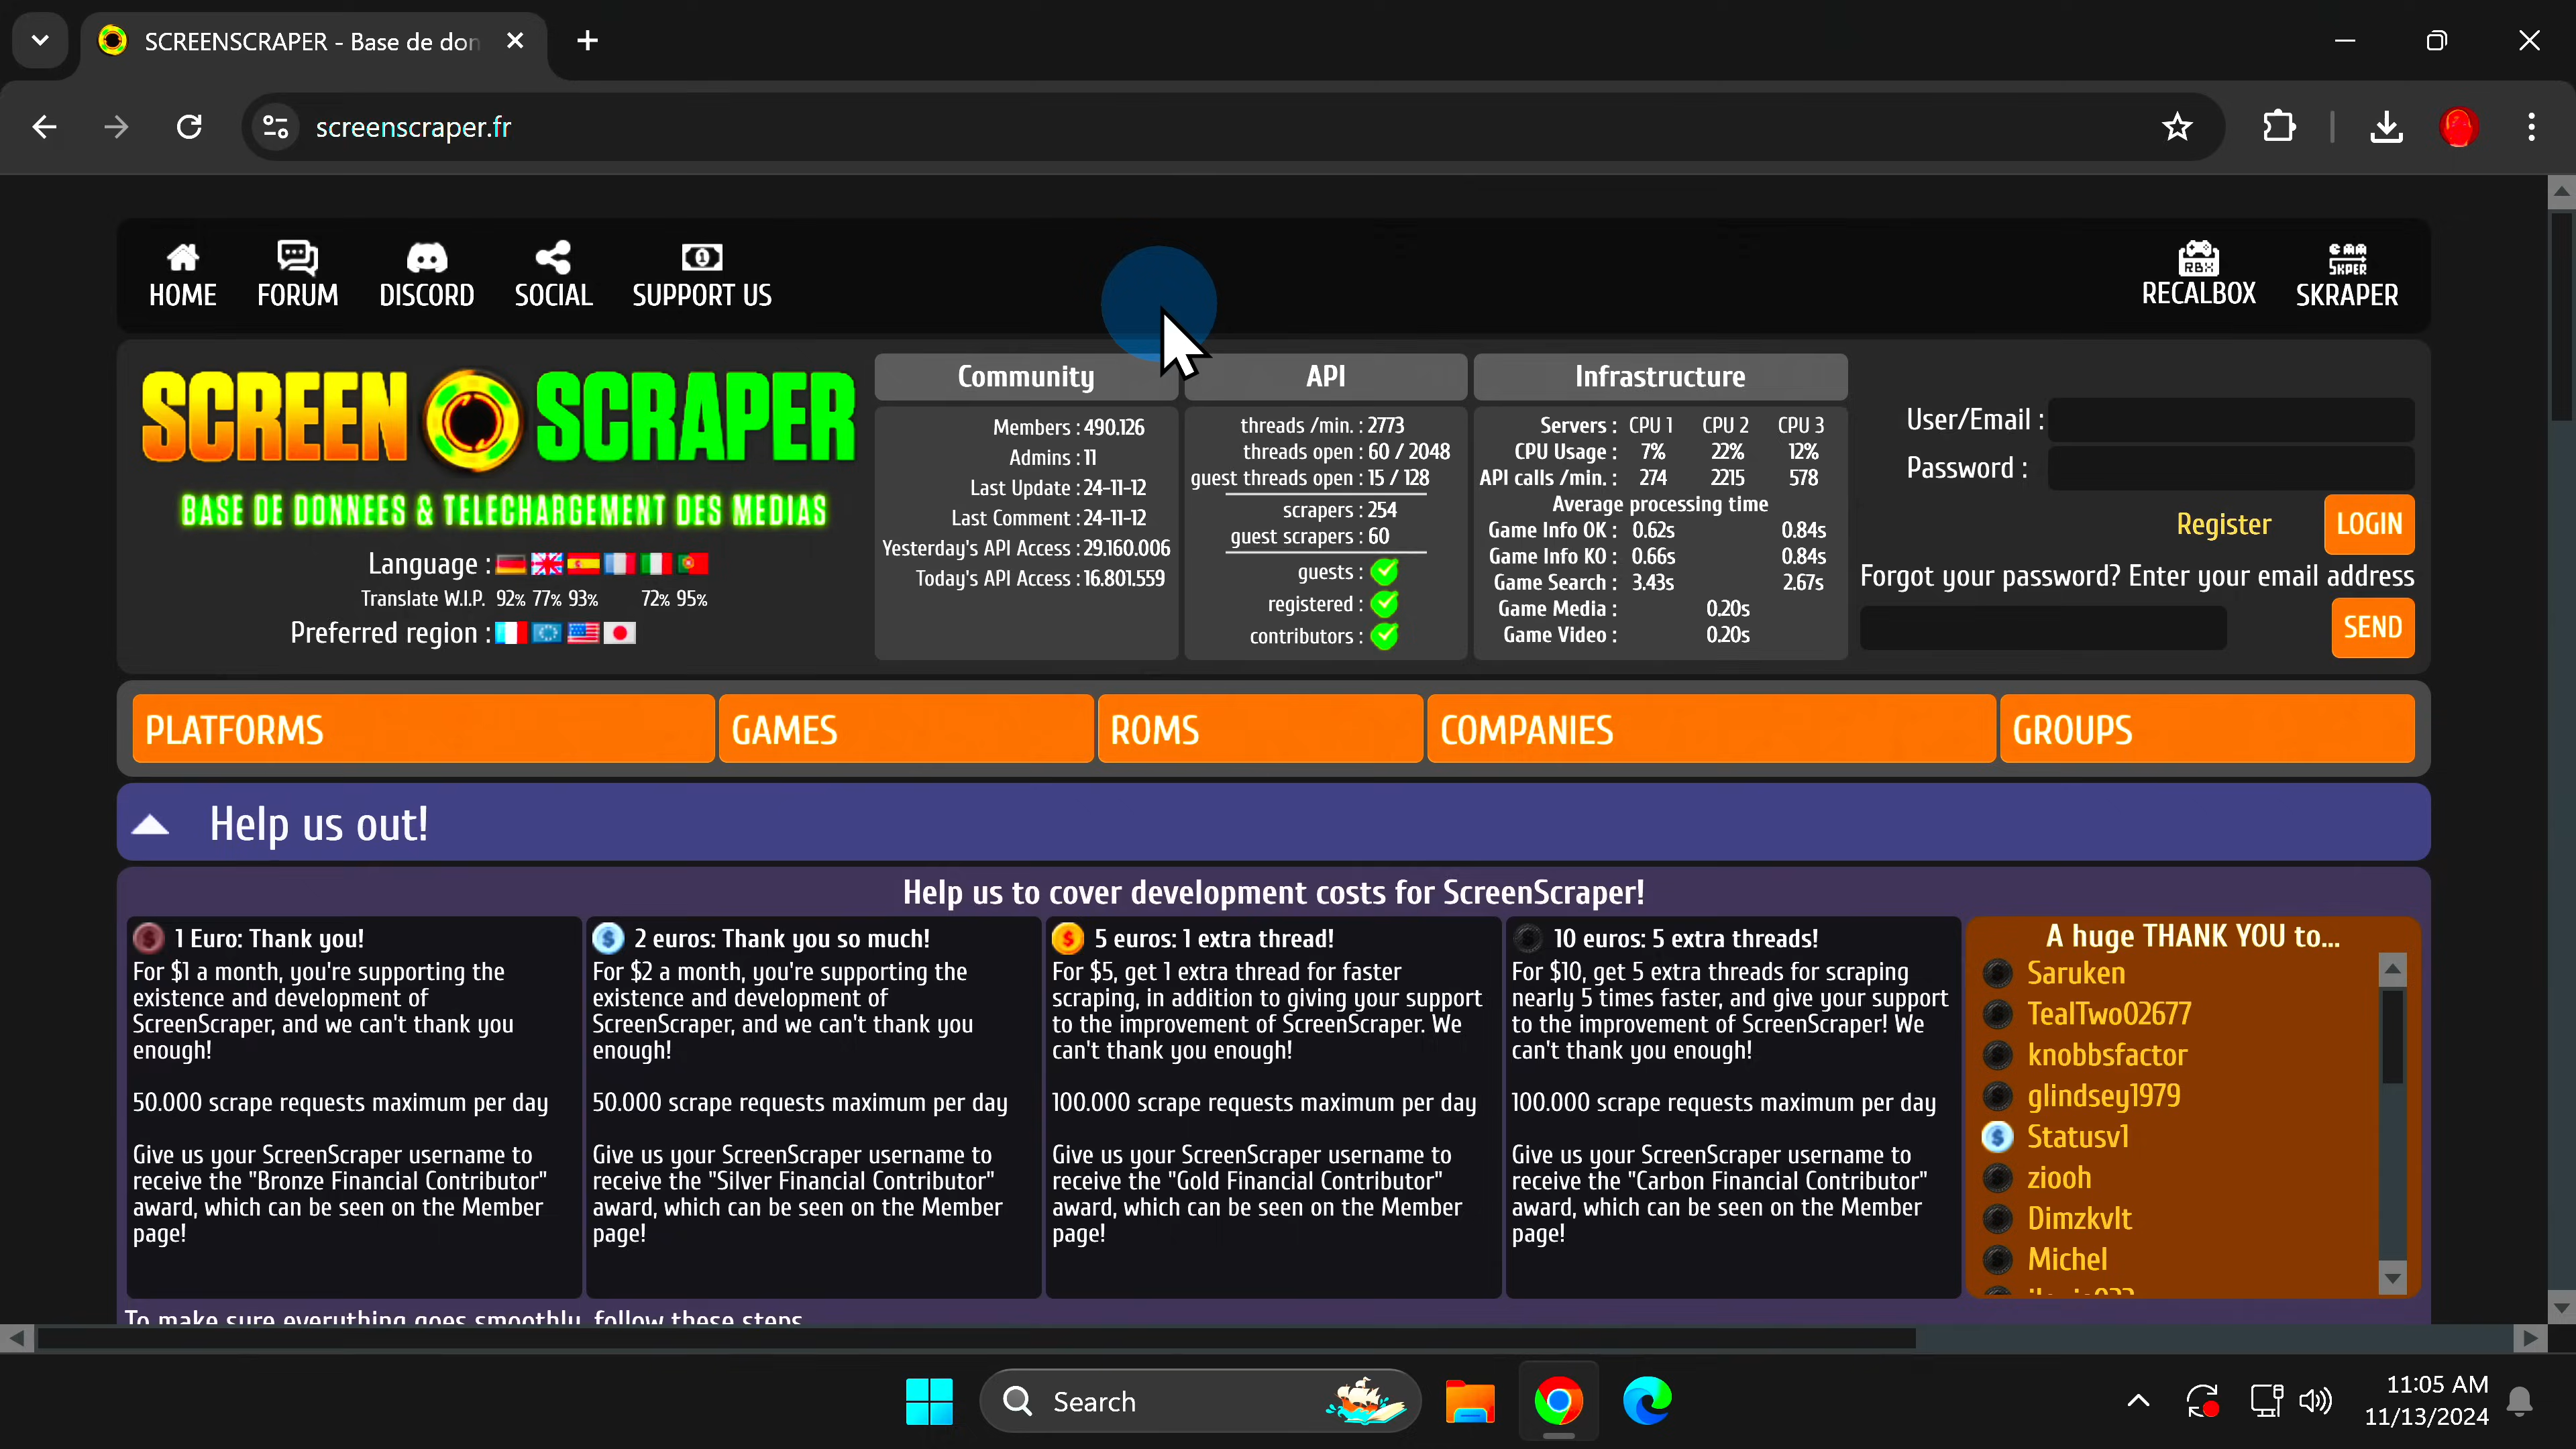 SCREENSCRAPER - Base de don
screenscraper.fr
HOME
FORUM
DISCORD
SOCIAL
SUPPORT US
RBX
RECALBOX
SKPER
SKRAPER
SCREEN SCRAPER
BASE DE DONNEES & TELECHARGEMENT DES MEDIAS
Language :
Translate W.I.P. 92% 77% 93% 72% 95%
Preferred region :
Community
Members : 490.126
Admins : 11
Last Update : 24-11-12
Last Comment : 24-11-12
Yesterday's API Access : 29.160.006
Today's API Access : 16.801.559
API
threads /min. : 2773
threads open : 60 / 2048
guest threads open : 15 / 128
scrapers : 254
guest scrapers : 60
guests :
registered :
contributors :
Infrastructure
Servers : CPU 1 CPU 2 CPU 3
CPU Usage : 7% 22% 12%
API calls /min. : 274 2215 578
Average processing time
Game Info OK : 0.62s 0.84s
Game Info KO : 0.66s 0.84s
Game Search : 3.43s 2.67s
Game Media : 0.20s
Game Video : 0.20s
User/Email :
Password :
Register
LOGIN
Forgot your password? Enter your email address
SEND
PLATFORMS
GAMES
ROMS
COMPANIES
GROUPS
Help us out!
Help us to cover development costs for ScreenScraper!
1 Euro: Thank you!
For $1 a month, you're supporting the
existence and development of
ScreenScraper, and we can't thank you
enough!
50.000 scrape requests maximum per day
Give us your ScreenScraper username to
receive the "Bronze Financial Contributor"
award, which can be seen on the Member
page!
2 euros: Thank you so much!
For $2 a month, you're supporting the
existence and development of
ScreenScraper, and we can't thank you
enough!
50.000 scrape requests maximum per day
Give us your ScreenScraper username to
receive the "Silver Financial Contributor"
award, which can be seen on the Member
page!
5 euros: 1 extra thread!
For $5, get 1 extra thread for faster
scraping, in addition to giving your support
to the improvement of ScreenScraper. We
can't thank you enough!
100.000 scrape requests maximum per day
Give us your ScreenScraper username to
receive the "Gold Financial Contributor"
award, which can be seen on the Member
page!
10 euros: 5 extra threads!
For $10, get 5 extra threads for scraping
nearly 5 times faster, and give your support
to the improvement of ScreenScraper! We
can't thank you enough!
100.000 scrape requests maximum per day
Give us your ScreenScraper username to
receive the "Carbon Financial Contributor"
award, which can be seen on the Member
page!
A huge THANK YOU to...
Saruken
TealTwo02677
knobbsfactor
glindsey1979
Statusv1
ziooh
Dimzkvlt
Michel
To make sure everything goes smoothly, follow these steps
Search
11:05 AM
11/13/2024